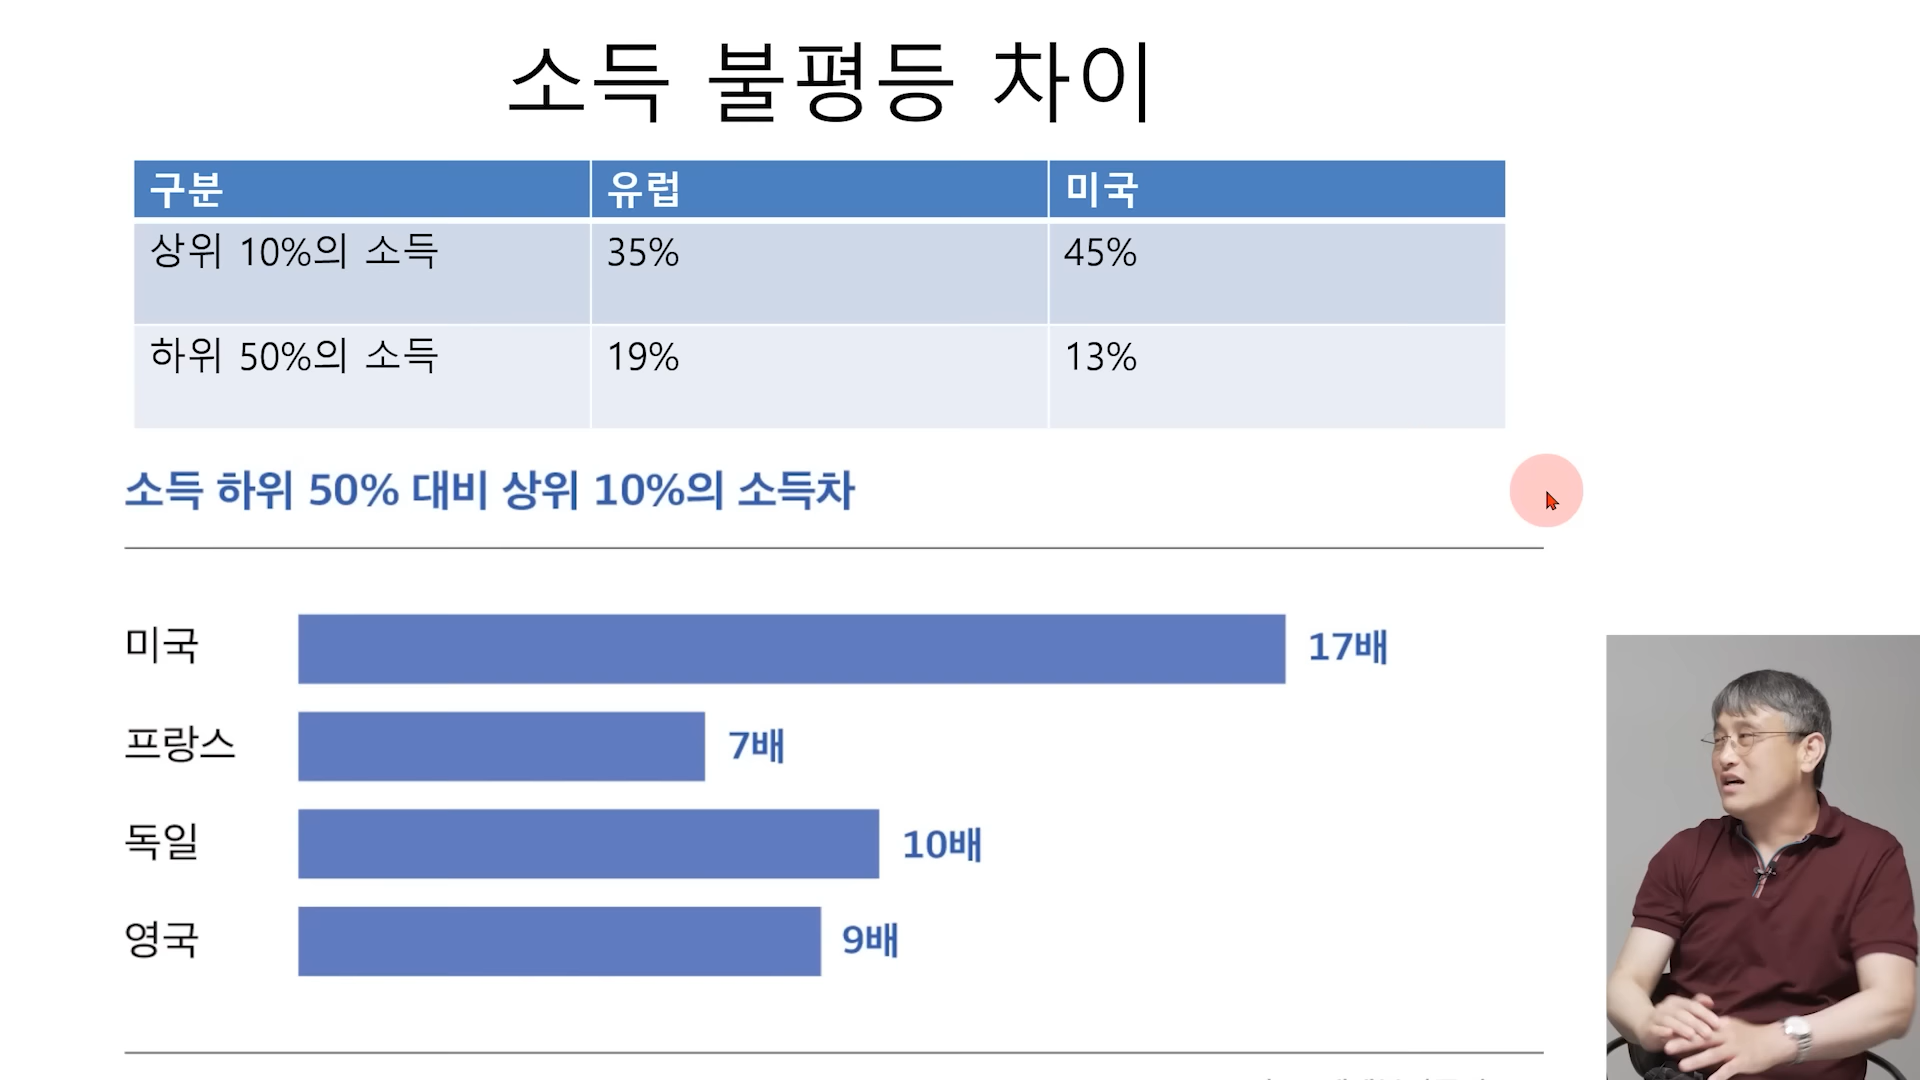 소득 불평등 차이
구분 유럽 미국
상위 10%의 소득 35% 45%
하위 50%의 소득 19% 13%
소득 하위 50% 대비 상위 10%의 소득차
미국 17배
프랑스 7배
독일 10배
영국 9배